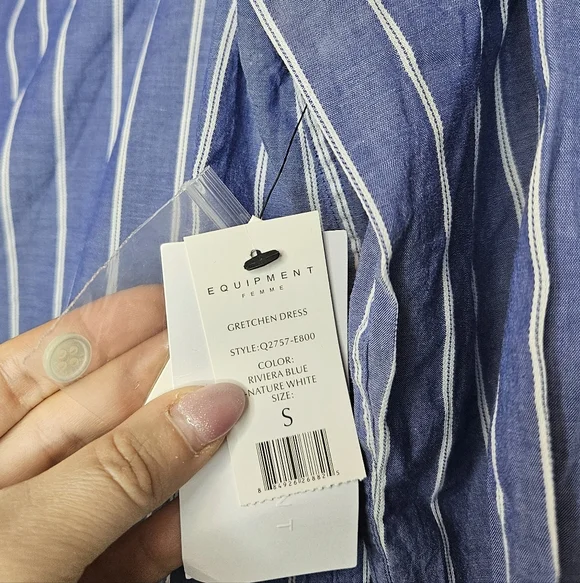 EQUIPMENT
FEMME
GRETCHEN DRESS
STYLE:Q2757-E800
COLOR:
RIVIERA BLUE
NATURE WHITE
SIZE:
S
T